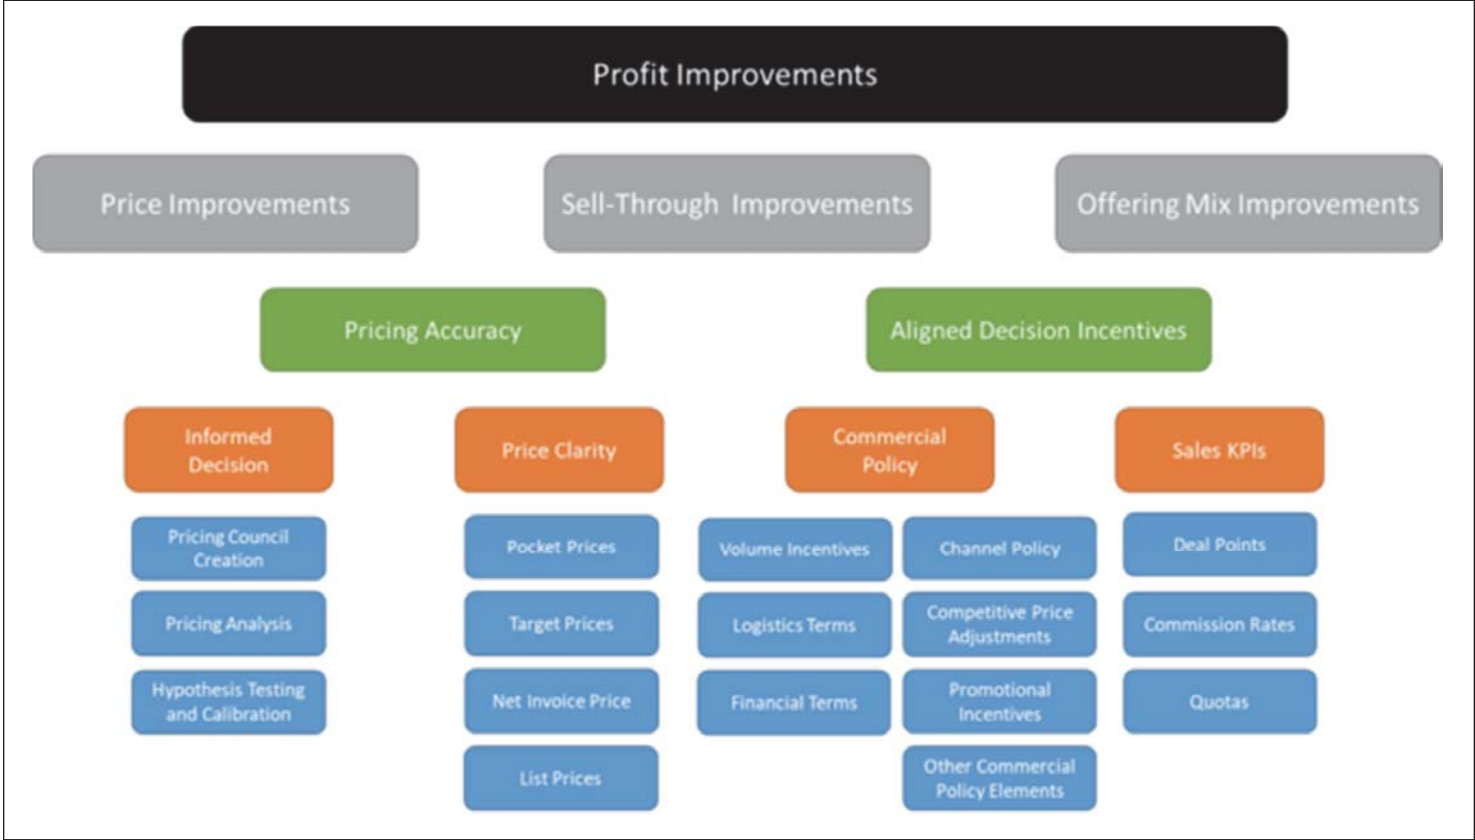 Profit Improvements
Price Improvements
Sell-Through Improvements
Offering Mix Improvements
Pricing Accuracy
Aligned Decision Incentives
Informed
Decision
Price Clarity
Commercial
Policy
Sales KPIs
Pricing Council
Creation
Pricing Analysis
Hypothesis Testing
and Calibration
Pocket Prices
Target Prices
Net Invoice Price
List Prices
Volume Incentives
Logistics Terms
Financial Terms
Channel Policy
Competitive Price
Adjustments
Promotional
Incentives
Other Commercial
Policy Elements
Deal Points
Commission Rates
Quotas